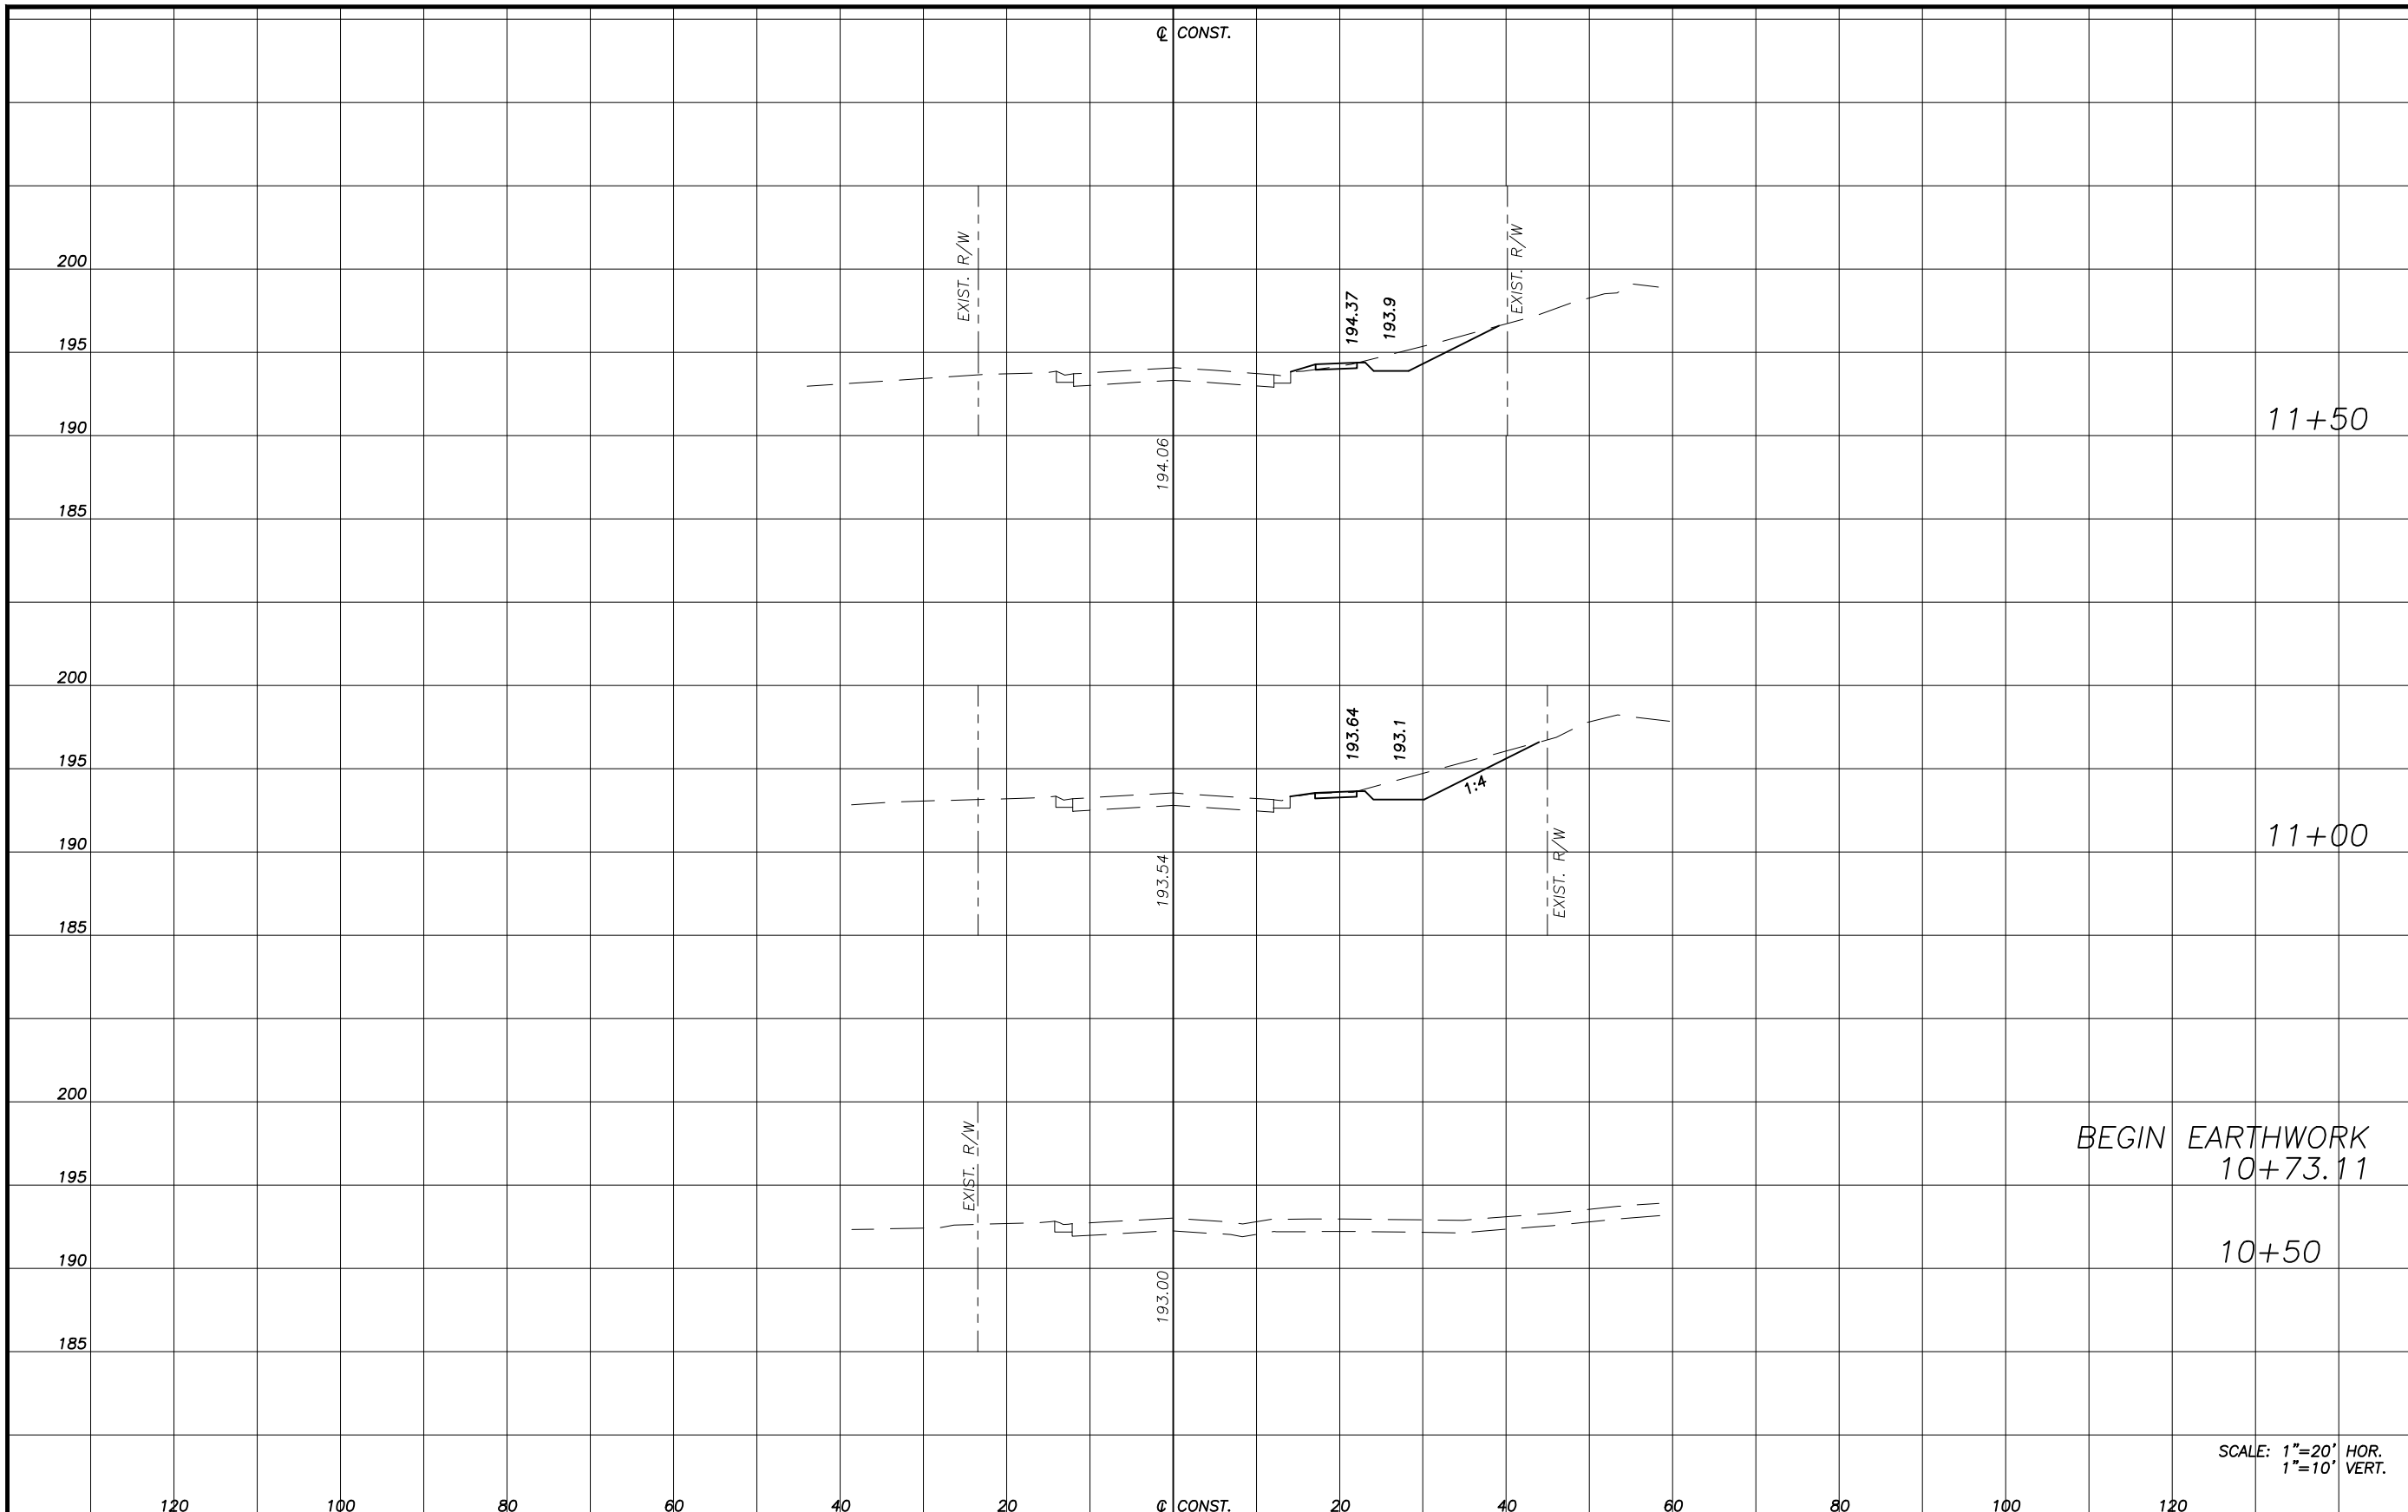 ℄ CONST.
EXIST. R/W
EXIST. R/W
200
194.37
193.9
195
11+50
190
194.06
185
200
193.64
193.1
195
1:4
11+00
190
193.54
EXIST. R/W
185
200
BEGIN EARTHWORK
10+73.11
EXIST. R/W
195
10+50
190
193.00
185
SCALE: 1"=20' HOR.
1"=10' VERT.
120 100 80 60 40 20 ℄ CONST. 20 40 60 80 100 120